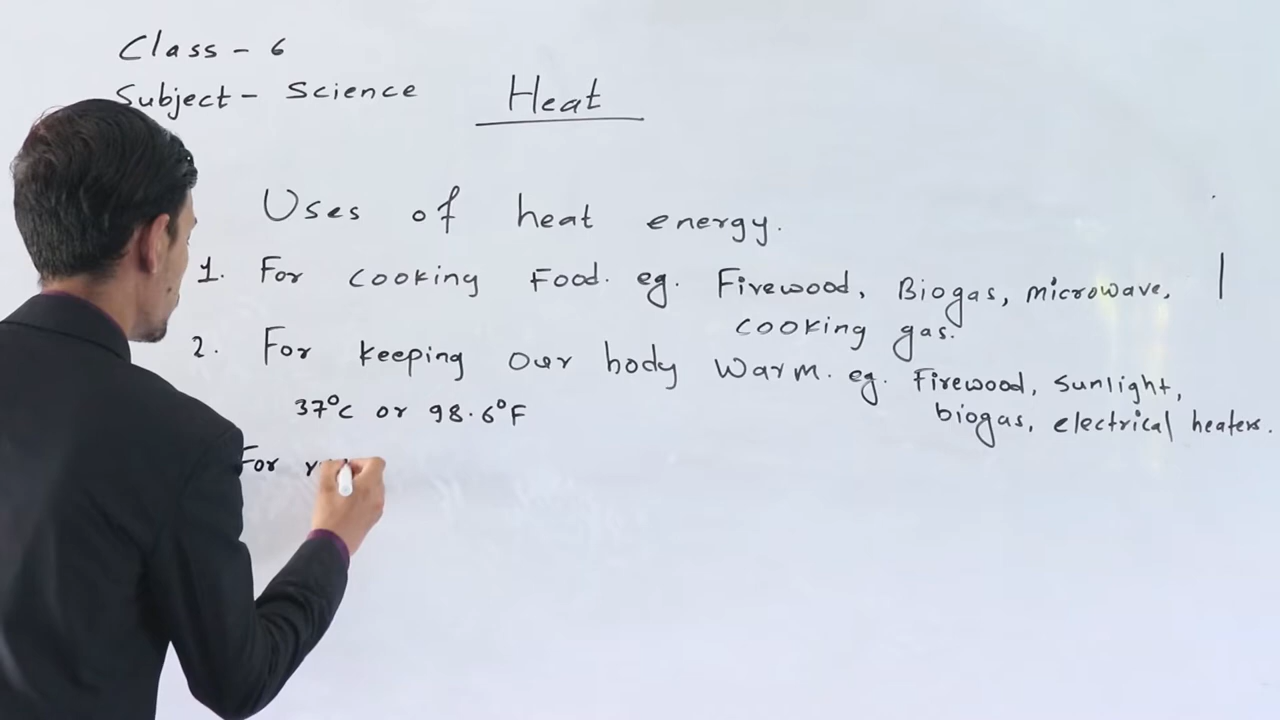 Class - 6
Subject - Science
Heat
Uses of heat energy.
1. For cooking Food. eg. Firewood, Biogas, microwave,
cooking gas.
2. For keeping our body warm. eg. Firewood, sunlight,
biogas, electrical heaters.
37°C or 98.6°F
For